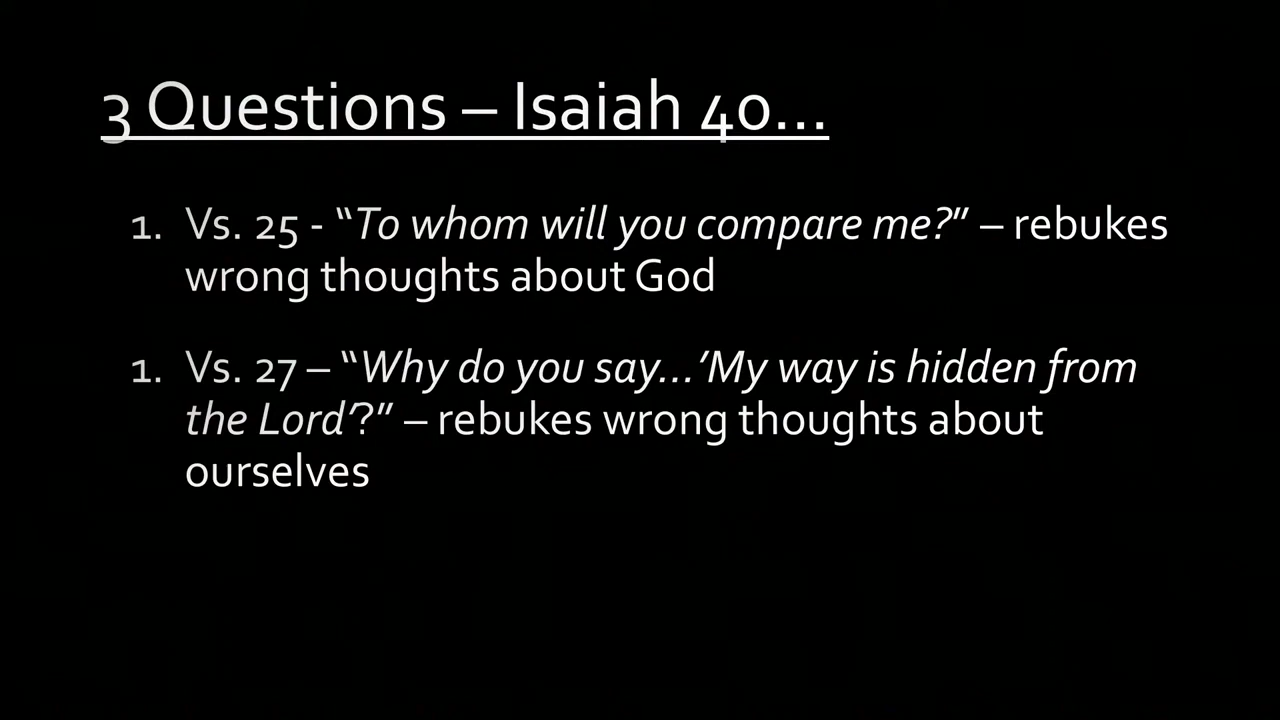 3 Questions – Isaiah 40...
1. Vs. 25 - “To whom will you compare me?” – rebukes
wrong thoughts about God
1. Vs. 27 – “Why do you say...’My way is hidden from
the Lord’?” – rebukes wrong thoughts about
ourselves